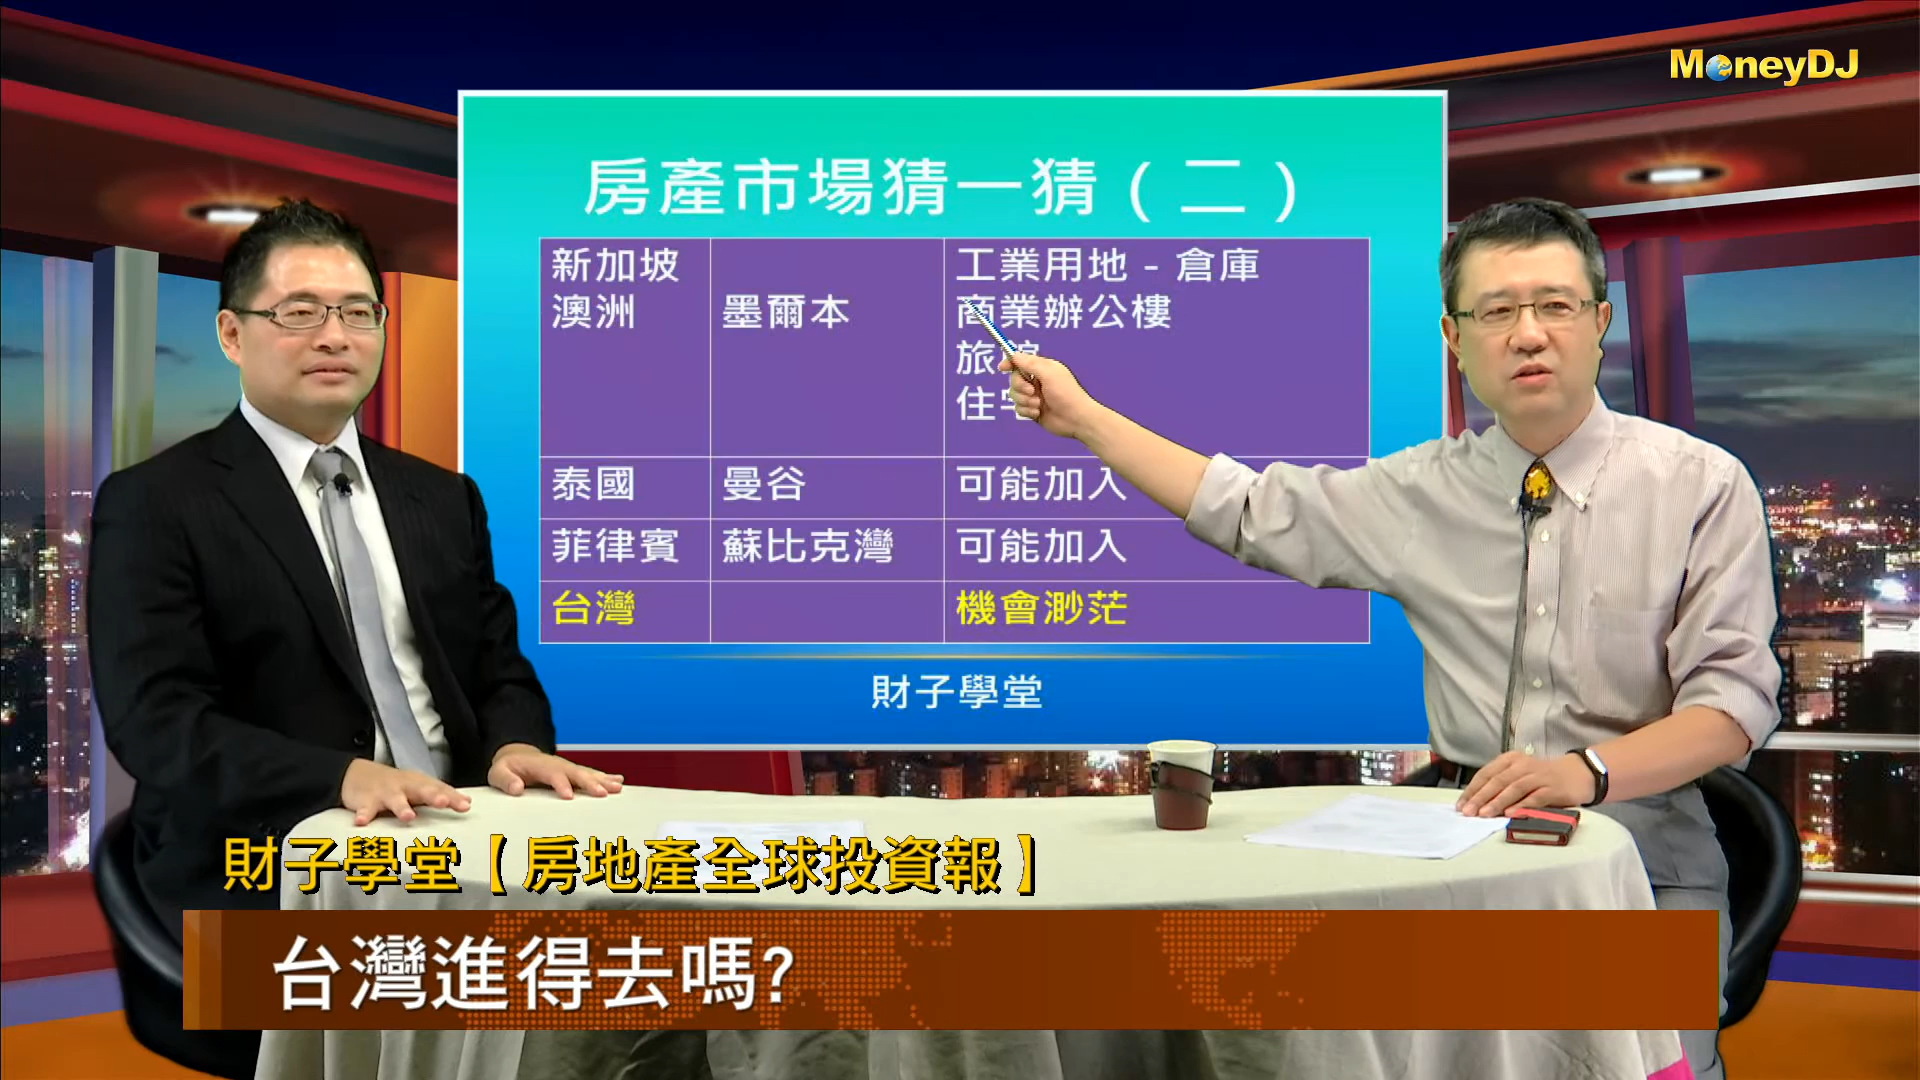 MoneyDJ
房產市場猜一猜（二）
新加坡
澳洲
墨爾本
工業用地 - 倉庫
商業辦公樓
旅
住宅
泰國
曼谷
可能加入
菲律賓
蘇比克灣
可能加入
台灣
機會渺茫
財子學堂
財子學堂【房地產全球投資報】
台灣進得去嗎?